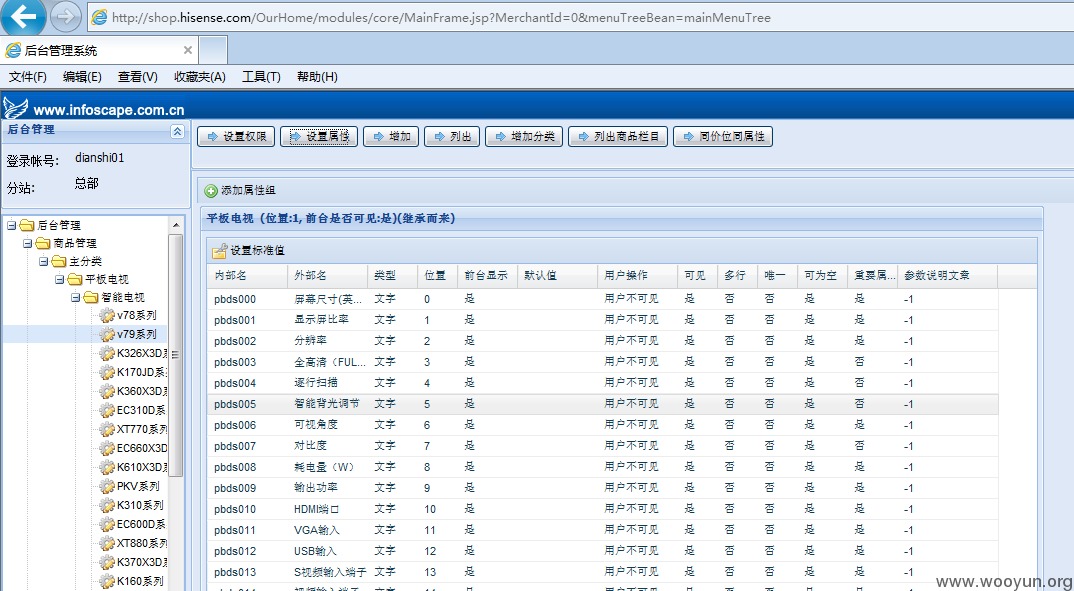 http://shop.hisense.com/OurHome/modules/core/MainFrame.jsp?MerchantId=0&menuTreeBean=mainMenuTree
后台管理系统
文件(F) 编辑(E) 查看(V) 收藏夹(A) 工具(T) 帮助(H)
www.infoscape.com.cn
后台管理
登录帐号: dianshi01
分站: 总部
后台管理
商品管理
主分类
平板电视
智能电视
v78系列
v79系列
K326X3D系
K170JD系
K360X3D系
EC310D系
XT770系列
EC660X3D
K610X3D系
PKV系列
K310系列
EC600D系
XT880系列
K370X3D系
K160系列
设置权限 设置属性 增加 列出 增加分类 列出商品栏目 同价位同属性
添加属性组
平板电视 (位置:1, 前台是否可见:是)(继承而来)
设置标准值
内部名 外部名 类型 位置 前台显示 默认值 用户操作 可见 多行 唯一 可为空 重要属... 参数说明文章
pbds000 屏幕尺寸(英... 文字 0 是 用户不可见 是 否 否 是 是 -1
pbds001 显示屏比率 文字 1 是 用户不可见 是 否 否 是 是 -1
pbds002 分辨率 文字 2 是 用户不可见 是 否 否 是 是 -1
pbds003 全高清（FUL... 文字 3 是 用户不可见 是 否 否 是 否 -1
pbds004 逐行扫描 文字 4 是 用户不可见 是 否 否 是 否 -1
pbds005 智能背光调节 文字 5 是 用户不可见 是 否 否 是 否 -1
pbds006 可视角度 文字 6 是 用户不可见 是 否 否 是 是 -1
pbds007 对比度 文字 7 是 用户不可见 是 否 否 是 否 -1
pbds008 耗电量（W） 文字 8 是 用户不可见 是 否 否 是 是 -1
pbds009 输出功率 文字 9 是 用户不可见 是 否 否 是 是 -1
pbds010 HDMI端口 文字 10 是 用户不可见 是 否 否 是 是 -1
pbds011 VGA输入 文字 11 是 用户不可见 是 否 否 是 是 -1
pbds012 USB输入 文字 12 是 用户不可见 是 否 否 是 是 -1
pbds013 S视频输入端子 文字 13 是 用户不可见 是 否 否 是 是 -1
www.wooyun.org